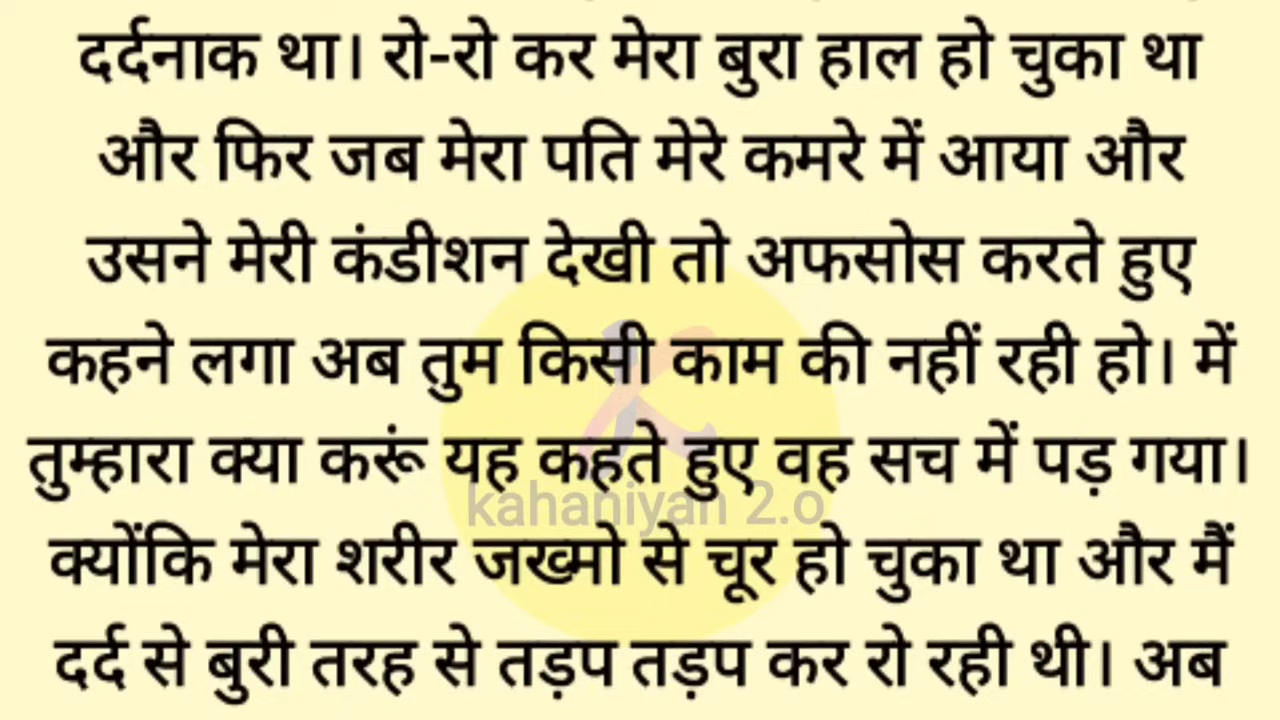 दर्दनाक था। रो-रो कर मेरा बुरा हाल हो चुका था
और फिर जब मेरा पति मेरे कमरे में आया और
उसने मेरी कंडीशन देखी तो अफसोस करते हुए
कहने लगा अब तुम किसी काम की नहीं रही हो। में
तुम्हारा क्या करूं यह कहते हुए वह सच में पड़ गया।
kahaniyan 2.o
क्योंकि मेरा शरीर जख्मो से चूर हो चुका था और मैं
दर्द से बुरी तरह से तड़प तड़प कर रो रही थी। अब